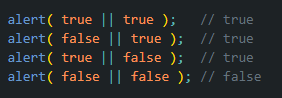 alert( true || true );   // true
alert( false || true );  // true
alert( true || false );  // true
alert( false || false ); // false